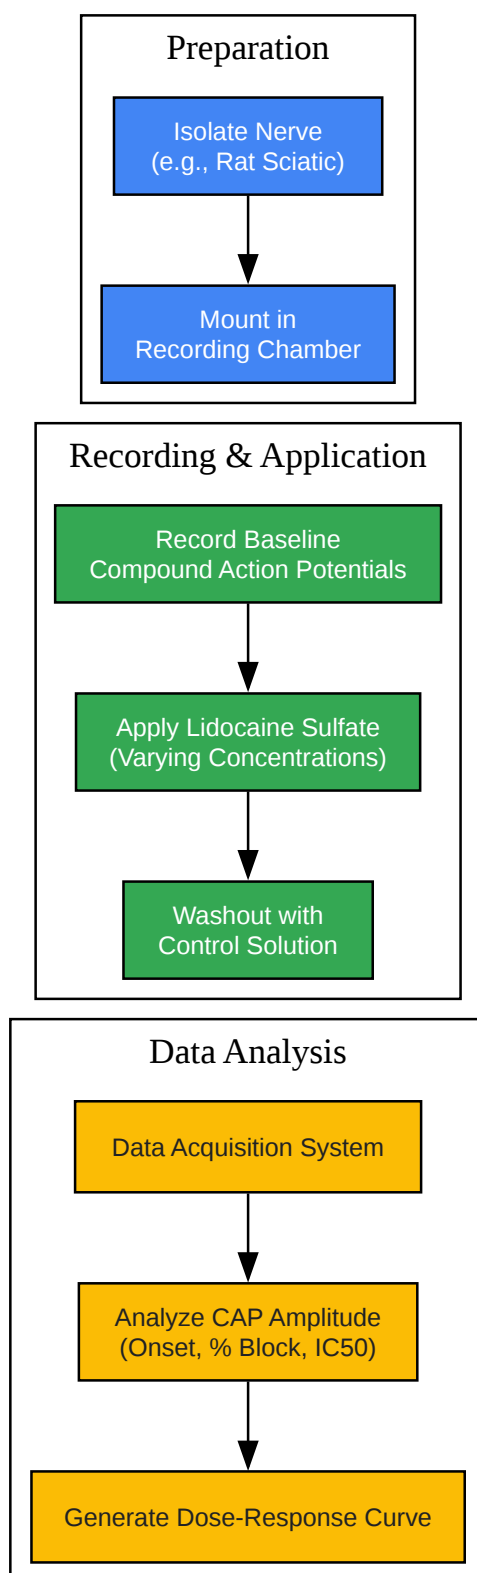 Preparation
Isolate Nerve
(e.g., Rat Sciatic)
Mount in
Recording Chamber
Recording & Application
Record Baseline
Compound Action Potentials
Apply Lidocaine Sulfate
(Varying Concentrations)
Washout with
Control Solution
Data Analysis
Data Acquisition System
Analyze CAP Amplitude
(Onset, % Block, IC50)
Generate Dose-Response Curve